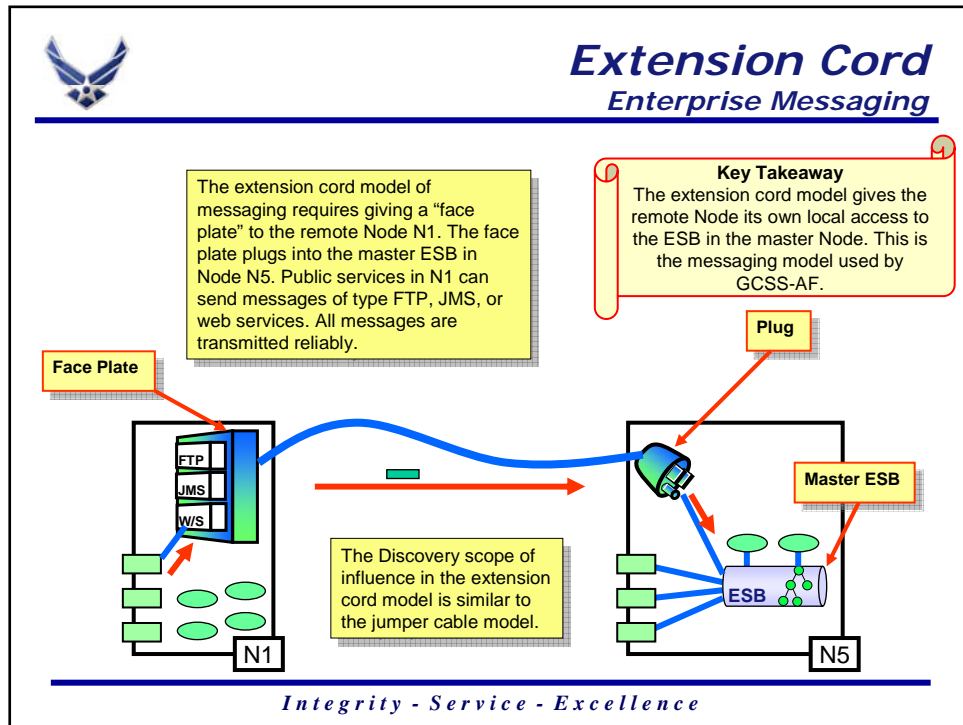 Extension Cord
Enterprise Messaging
The extension cord model of
messaging requires giving a “face
plate” to the remote Node N1. The face
plate plugs into the master ESB in
Node N5. Public services in N1 can
send messages of type FTP, JMS, or
web services. All messages are
transmitted reliably.
Key Takeaway
The extension cord model gives the
remote Node its own local access to
the ESB in the master Node. This is
the messaging model used by
GCSS-AF.
Plug
Face Plate
FTP
JMS
W/S
Master ESB
The Discovery scope of
influence in the extension
cord model is similar to
the jumper cable model.
ESB
N1
N5
Integrity - Service - Excellence